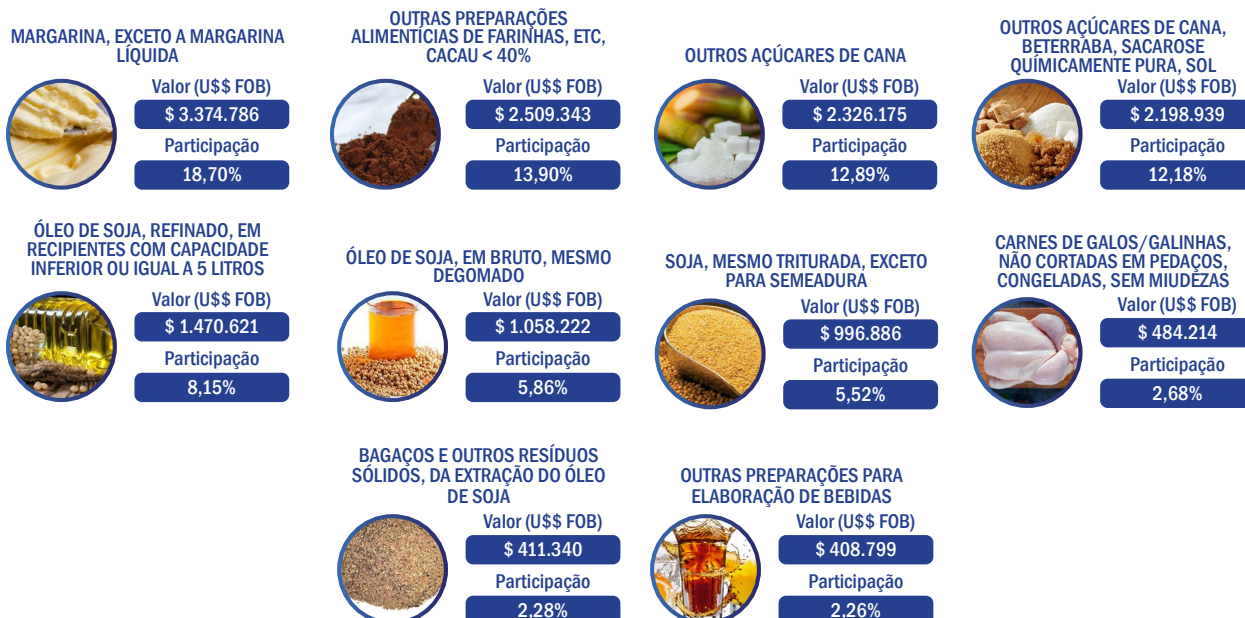 MARGARINA, EXCETO A MARGARINA
LÍQUIDA
Valor (U$$ FOB)
$ 3.374.786
Participação
18,70%
OUTRAS PREPARAÇÕES
ALIMENTÍCIAS DE FARINHAS, ETC,
CACAU < 40%
Valor (U$$ FOB)
$ 2.509.343
Participação
13,90%
OUTROS AÇÚCARES DE CANA
Valor (U$$ FOB)
$ 2.326.175
Participação
12,89%
OUTROS AÇÚCARES DE CANA,
BETERRABA, SACAROSE
QUÍMICAMENTE PURA, SOL
Valor (U$$ FOB)
$ 2.198.939
Participação
12,18%
ÓLEO DE SOJA, REFINADO, EM
RECIPIENTES COM CAPACIDADE
INFERIOR OU IGUAL A 5 LITROS
Valor (U$$ FOB)
$ 1.470.621
Participação
8,15%
ÓLEO DE SOJA, EM BRUTO, MESMO
DEGOMADO
Valor (U$$ FOB)
$ 1.058.222
Participação
5,86%
SOJA, MESMO TRITURADA, EXCETO
PARA SEMEADURA
Valor (U$$ FOB)
$ 996.886
Participação
5,52%
CARNES DE GALOS/GALINHAS,
NÃO CORTADAS EM PEDAÇOS,
CONGELADAS, SEM MIUDEZAS
Valor (U$$ FOB)
$ 484.214
Participação
2,68%
BAGAÇOS E OUTROS RESÍDUOS
SÓLIDOS, DA EXTRAÇÃO DO ÓLEO
DE SOJA
Valor (U$$ FOB)
$ 411.340
Participação
2,28%
OUTRAS PREPARAÇÕES PARA
ELABORAÇÃO DE BEBIDAS
Valor (U$$ FOB)
$ 408.799
Participação
2,26%